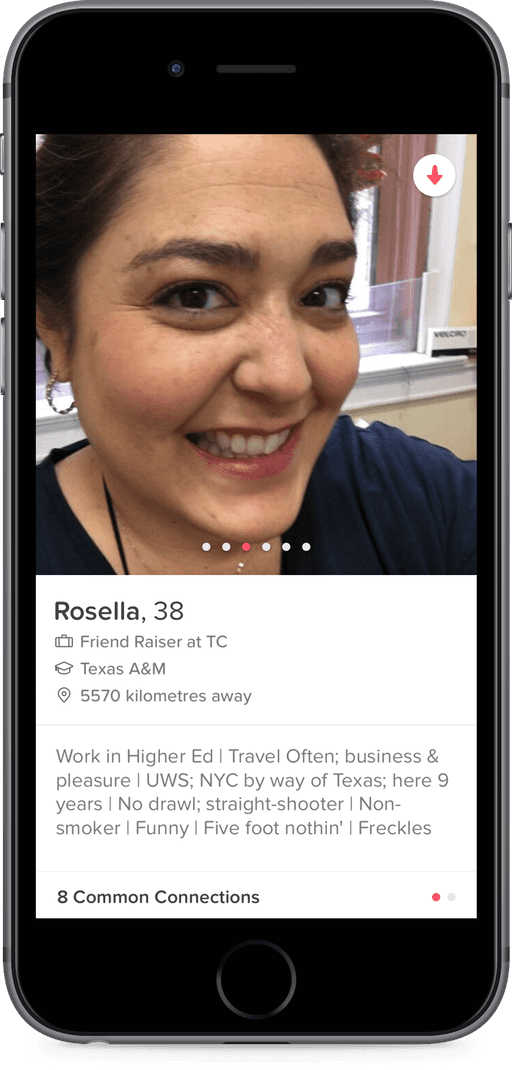 VELCRO
Rosella, 38
Friend Raiser at TC
Texas A&M
5570 kilometres away
Work in Higher Ed | Travel Often; business &
pleasure | UWS; NYC by way of Texas; here 9
years | No drawl; straight-shooter | Non-
smoker | Funny | Five foot nothin' | Freckles
8 Common Connections